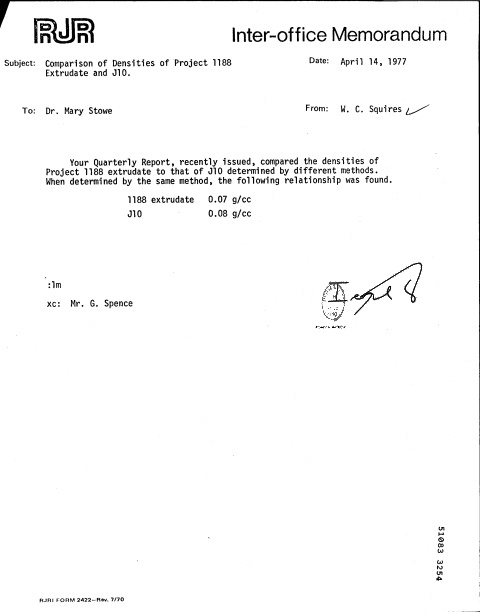 RJR
Inter-office Memorandum
Subject: Comparison of Densities of Project 1188
Extrudate and J10.
Date: April 14, 1977
To: Dr. Mary Stowe
From: W. C. Squires
Your Quarterly Report, recently issued, compared the densities of
Project 1188 extrudate to that of J10 determined by different methods.
When determined by the same method, the following relationship was found.
1188 extrudate 0.07 g/cc
J10 0.08 g/cc
:lm
xc: Mr. G. Spence
51083 3254
RJRI FORM 2422—Rev. 7/70